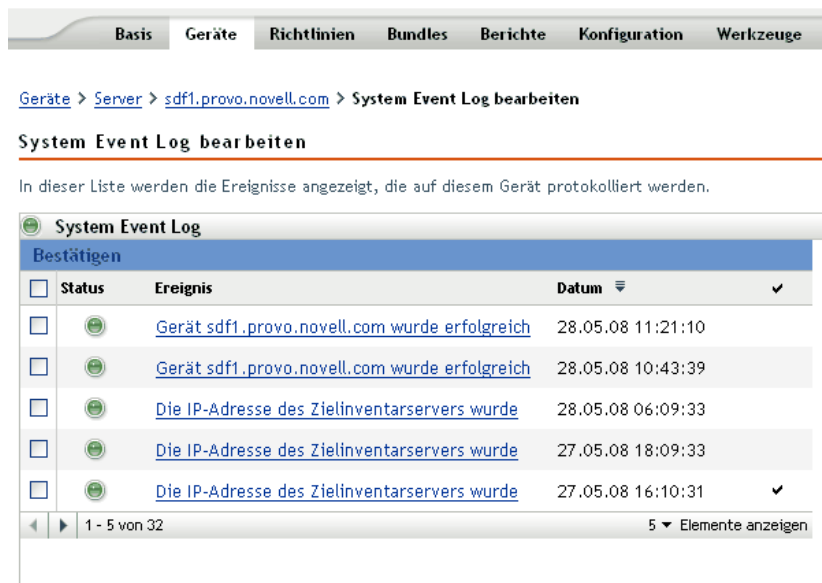 Basis Geräte Richtlinien Bundles Berichte Konfiguration Werkzeuge
Geräte > Server > sdf1.provo.novell.com > System Event Log bearbeiten
System Event Log bearbeiten
In dieser Liste werden die Ereignisse angezeigt, die auf diesem Gerät protokolliert werden.
System Event Log
Bestätigen
Status Ereignis Datum
Gerät sdf1.provo.novell.com wurde erfolgreich 28.05.08 11:21:10
Gerät sdf1.provo.novell.com wurde erfolgreich 28.05.08 10:43:39
Die IP-Adresse des Zielinventarservers wurde 28.05.08 06:09:33
Die IP-Adresse des Zielinventarservers wurde 27.05.08 18:09:33
Die IP-Adresse des Zielinventarservers wurde 27.05.08 16:10:31
1 - 5 von 32 5 Elemente anzeigen